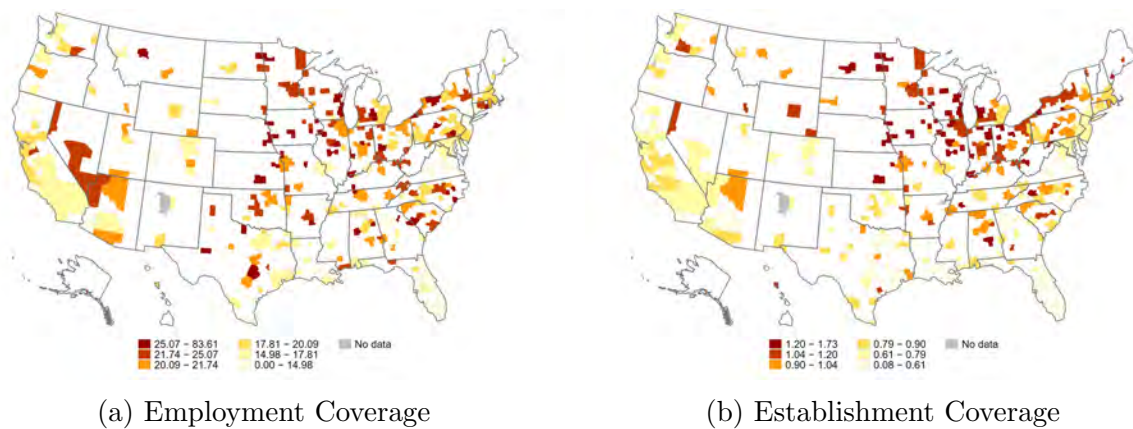 25.07 − 83.61
21.74 − 25.07
20.09 − 21.74
17.81 − 20.09
14.98 − 17.81
0.00 − 14.98
No data
1.20 − 1.73
1.04 − 1.20
0.90 − 1.04
0.79 − 0.90
0.61 − 0.79
0.08 − 0.61
No data
(a) Employment Coverage
(b) Establishment Coverage